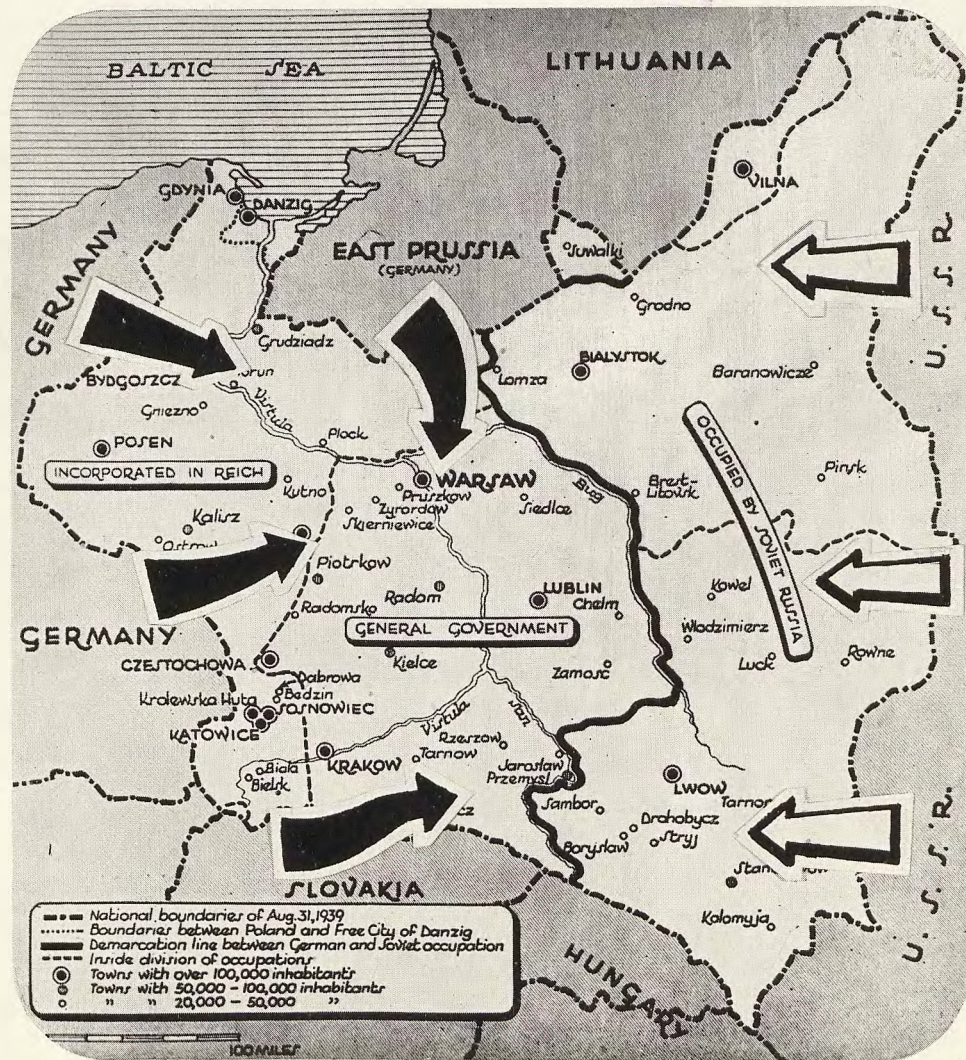 BALTIC SEA
LITHUANIA
GDYNIA
DANZIG
VILNA
EAST PRUSSIA
(GERMANY)
Suwalki
GERMANY
U. S. S. R.
Grodno
Grudziadz
BIALYSTOK
Lomza
Baranowicze
BYDGOSZCZ
Gniezno
Vistula
Plock
POSEN
INCORPORATED IN REICH
WARSAW
Bug
OCCUPIED BY SOVIET RUSSIA
Pinsk
Kutno
Pruszkow
Zyrordow
Skierniewice
Siedlce
Brest-
Litovsk
Kalisz
Ostrow
Piotrkow
Radom
LUBLIN
Chelm
Kowel
Radomsko
GENERAL GOVERNMENT
Wlodzimierz
GERMANY
Luck
Rowne
CZESTOCHOWA
Kielce
Zamosc
Dabrowa
Bedzin
Krolewska Huta
SOSNOWIEC
KATOWICE
Vistula
San
Rzeszow
KRAKOW
Tarnow
Jaroslaw
Przemysl
Biala
Bielsk
LWOW
Sambor
Drohobycz
Stryj
Boryslaw
Kolomyja
SLOVAKIA
HUNGARY
U. S. S. R.
National boundaries of Aug. 31, 1939
Boundaries between Poland and Free City of Danzig
Demarcation line between German and Soviet occupation
Inside division of occupations
Towns with over 100,000 inhabitants
Towns with 50,000 - 100,000 inhabitants
" " 20,000 - 50,000 "
100 MILES